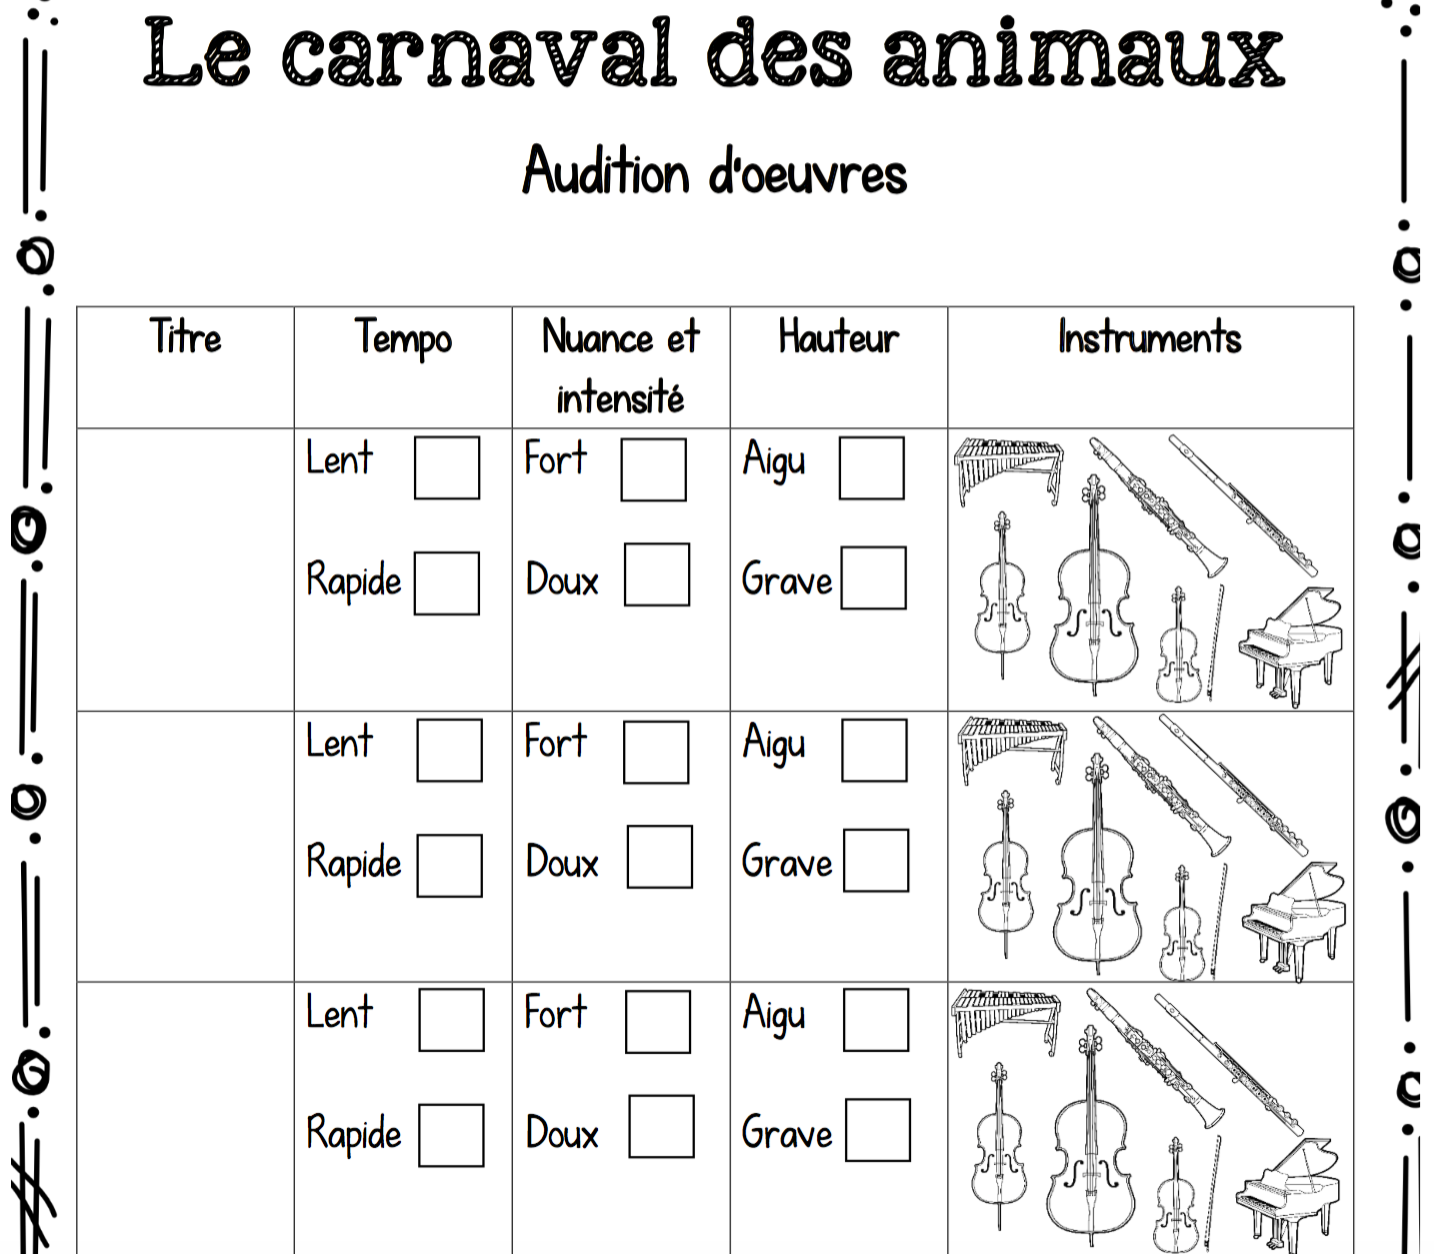 Le carnaval des animaux
Audition d'oeuvres
Titre
Tempo
Nuance et
intensité
Hauteur
Instruments
Lent
Fort
Aigu
Rapide
Doux
Grave
Lent
Fort
Aigu
Rapide
Doux
Grave
Lent
Fort
Aigu
Rapide
Doux
Grave